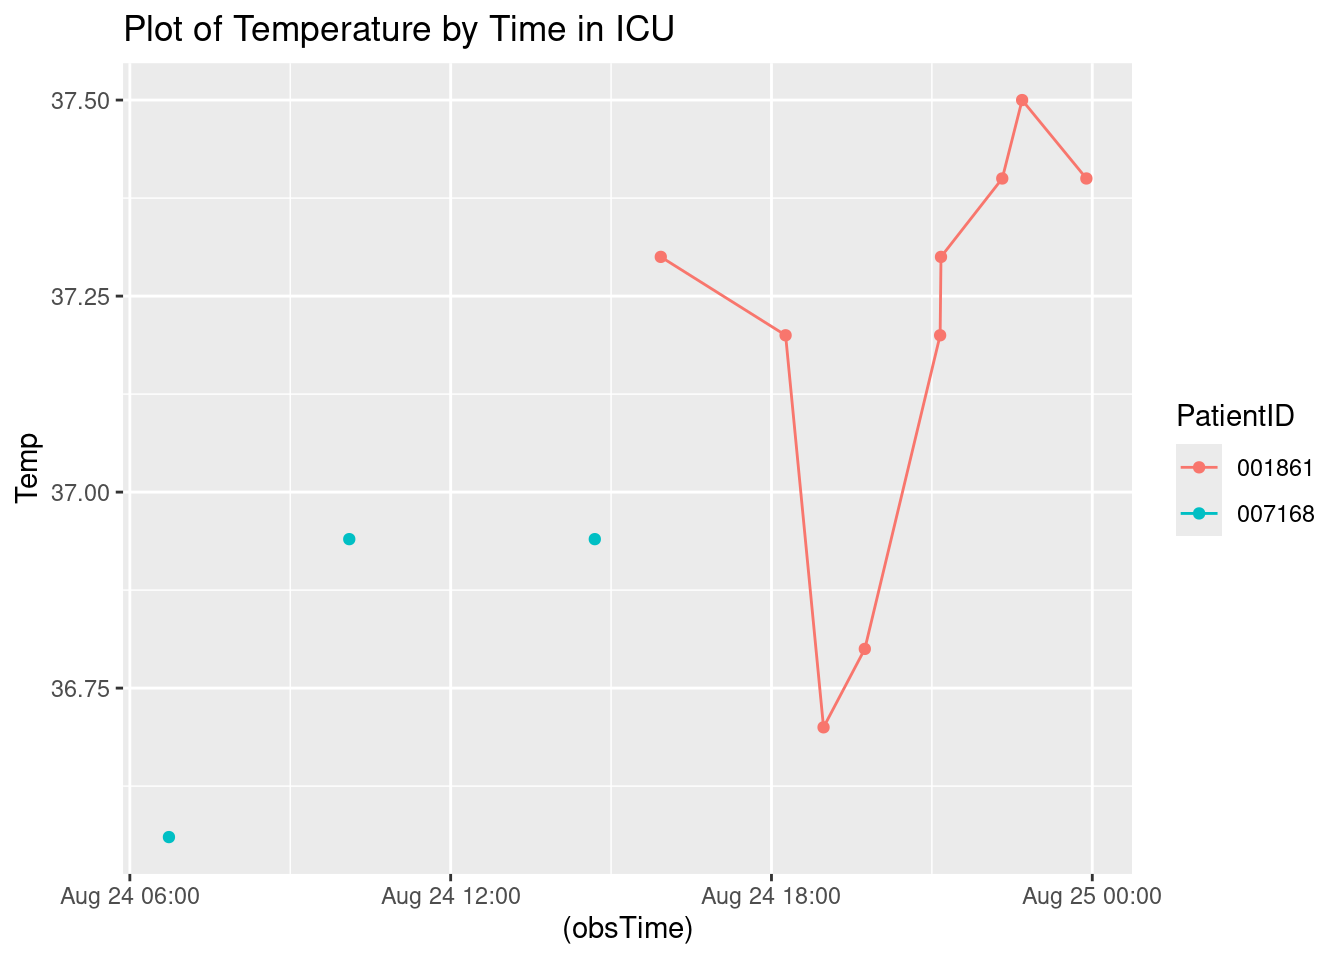 Plot of Temperature by Time in ICU
37.50
37.25
37.00
36.75
Temp
Aug 24 06:00 Aug 24 12:00 Aug 24 18:00 Aug 25 00:00
(obsTime)
PatientID
001861
007168